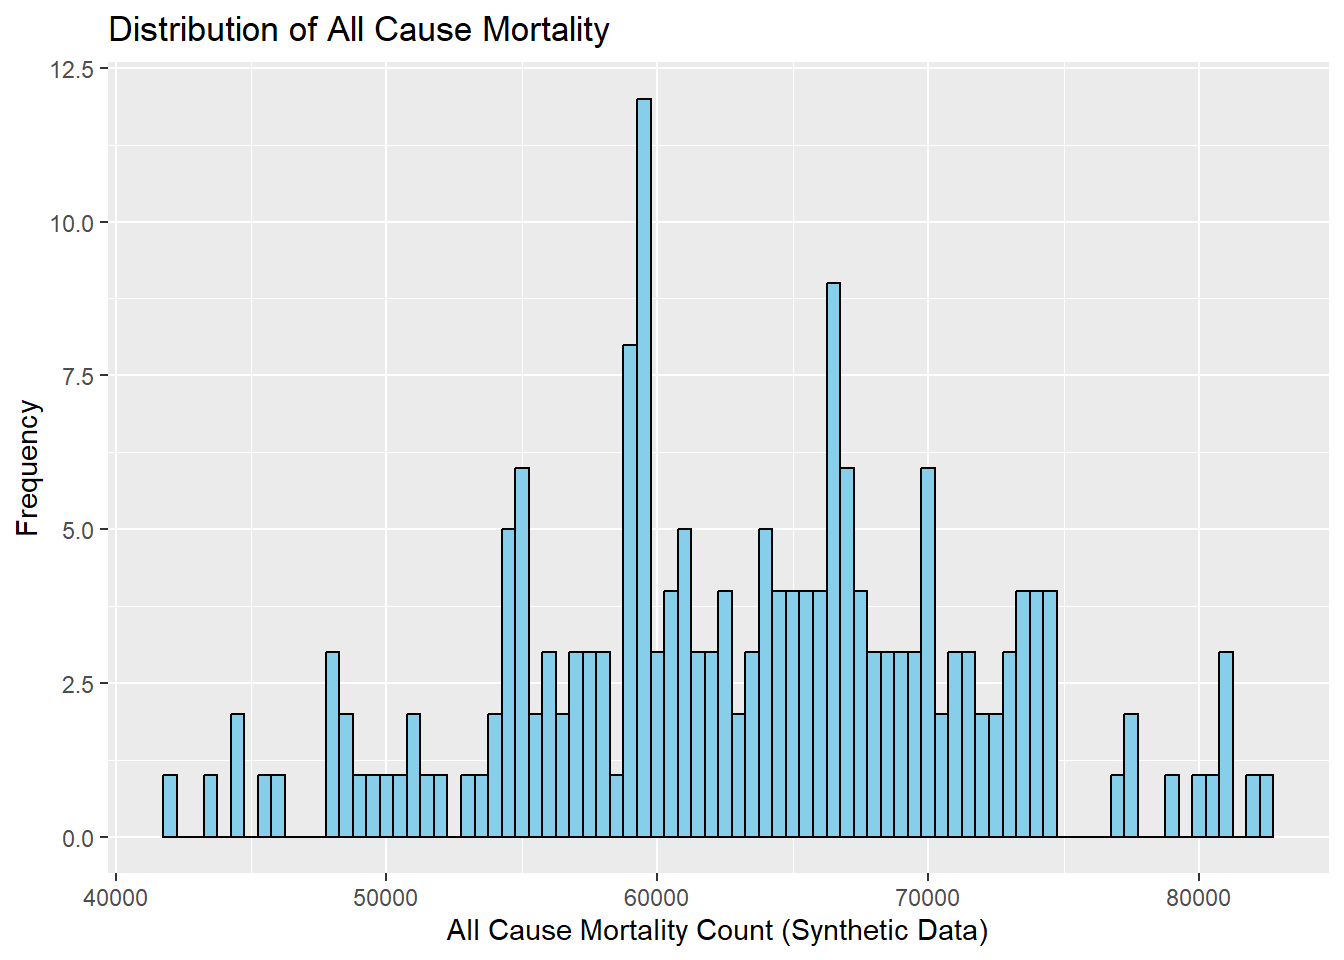 Distribution of All Cause Mortality
12.5
10.0
7.5
5.0
2.5
0.0
Frequency
40000 50000 60000 70000 80000
All Cause Mortality Count (Synthetic Data)